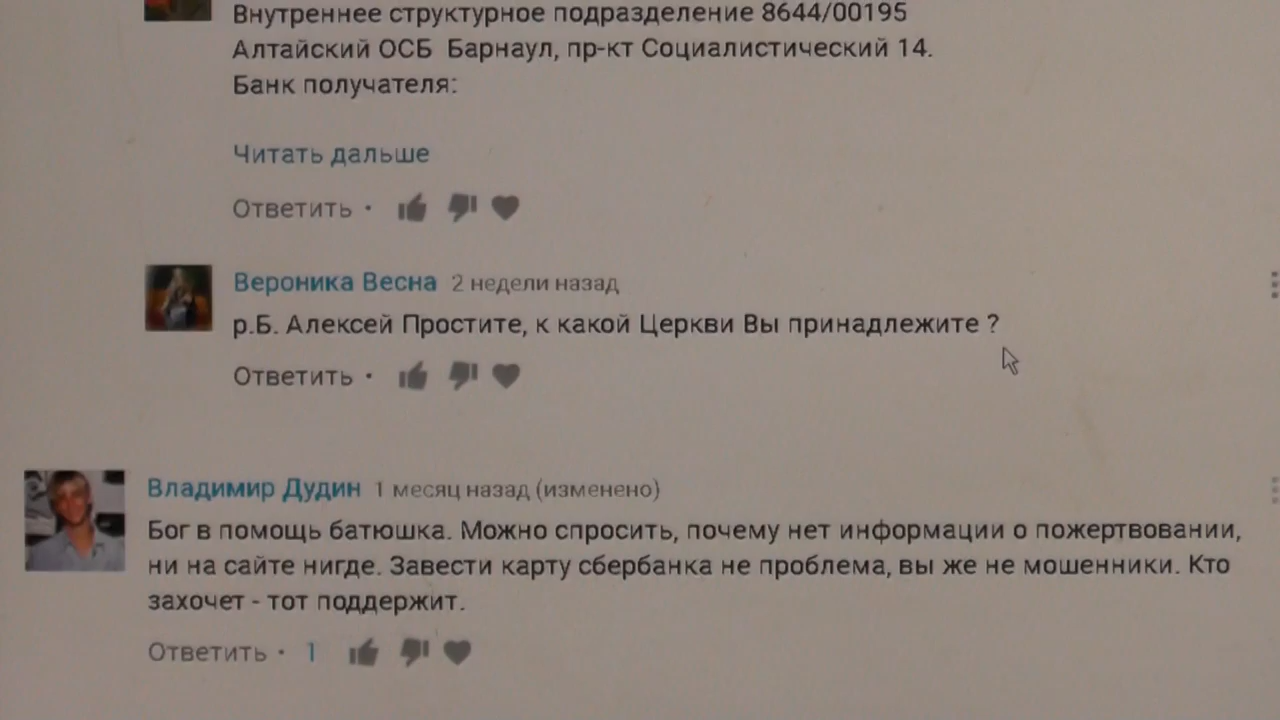 Внутреннее структурное подразделение 8644/00195
Алтайский ОСБ Барнаул, пр-кт Социалистический 14.
Банк получателя:
Читать дальше
Ответить ·
Вероника Весна 2 недели назад
р.Б. Алексей Простите, к какой Церкви Вы принадлежите ?
Ответить ·
Владимир Дудин 1 месяц назад (изменено)
Бог в помощь батюшка. Можно спросить, почему нет информации о пожертвовании,
ни на сайте нигде. Завести карту сбербанка не проблема, вы же не мошенники. Кто
захочет - тот поддержит.
Ответить · 1